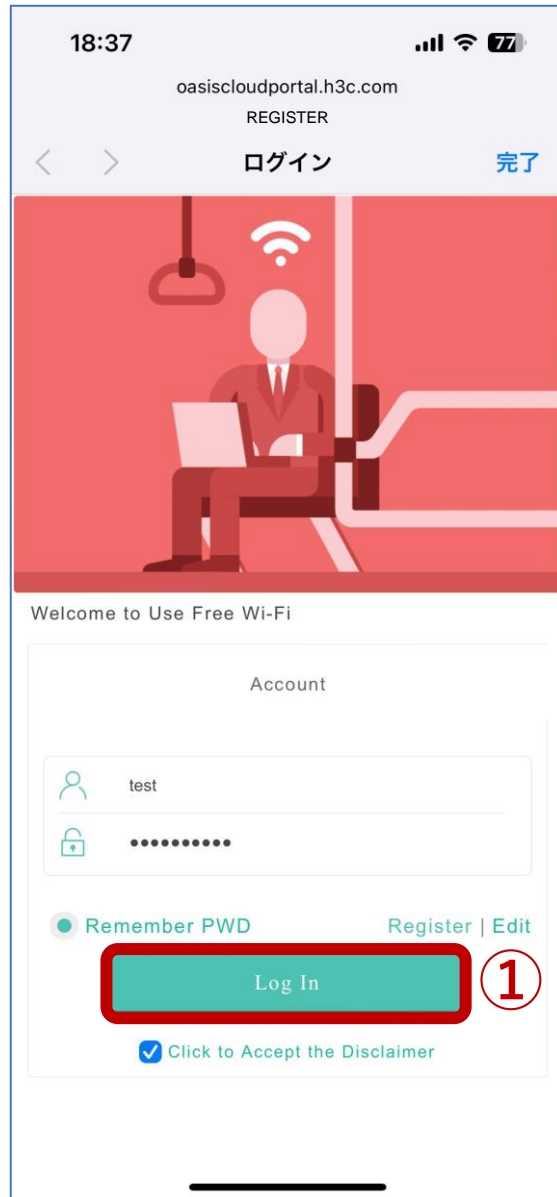 18:37 77
oasiscloudportal.h3c.com
REGISTER
ログイン 完了
Welcome to Use Free Wi-Fi
Account
test
••••••••••
Remember PWD Register | Edit
Log In ①
Click to Accept the Disclaimer